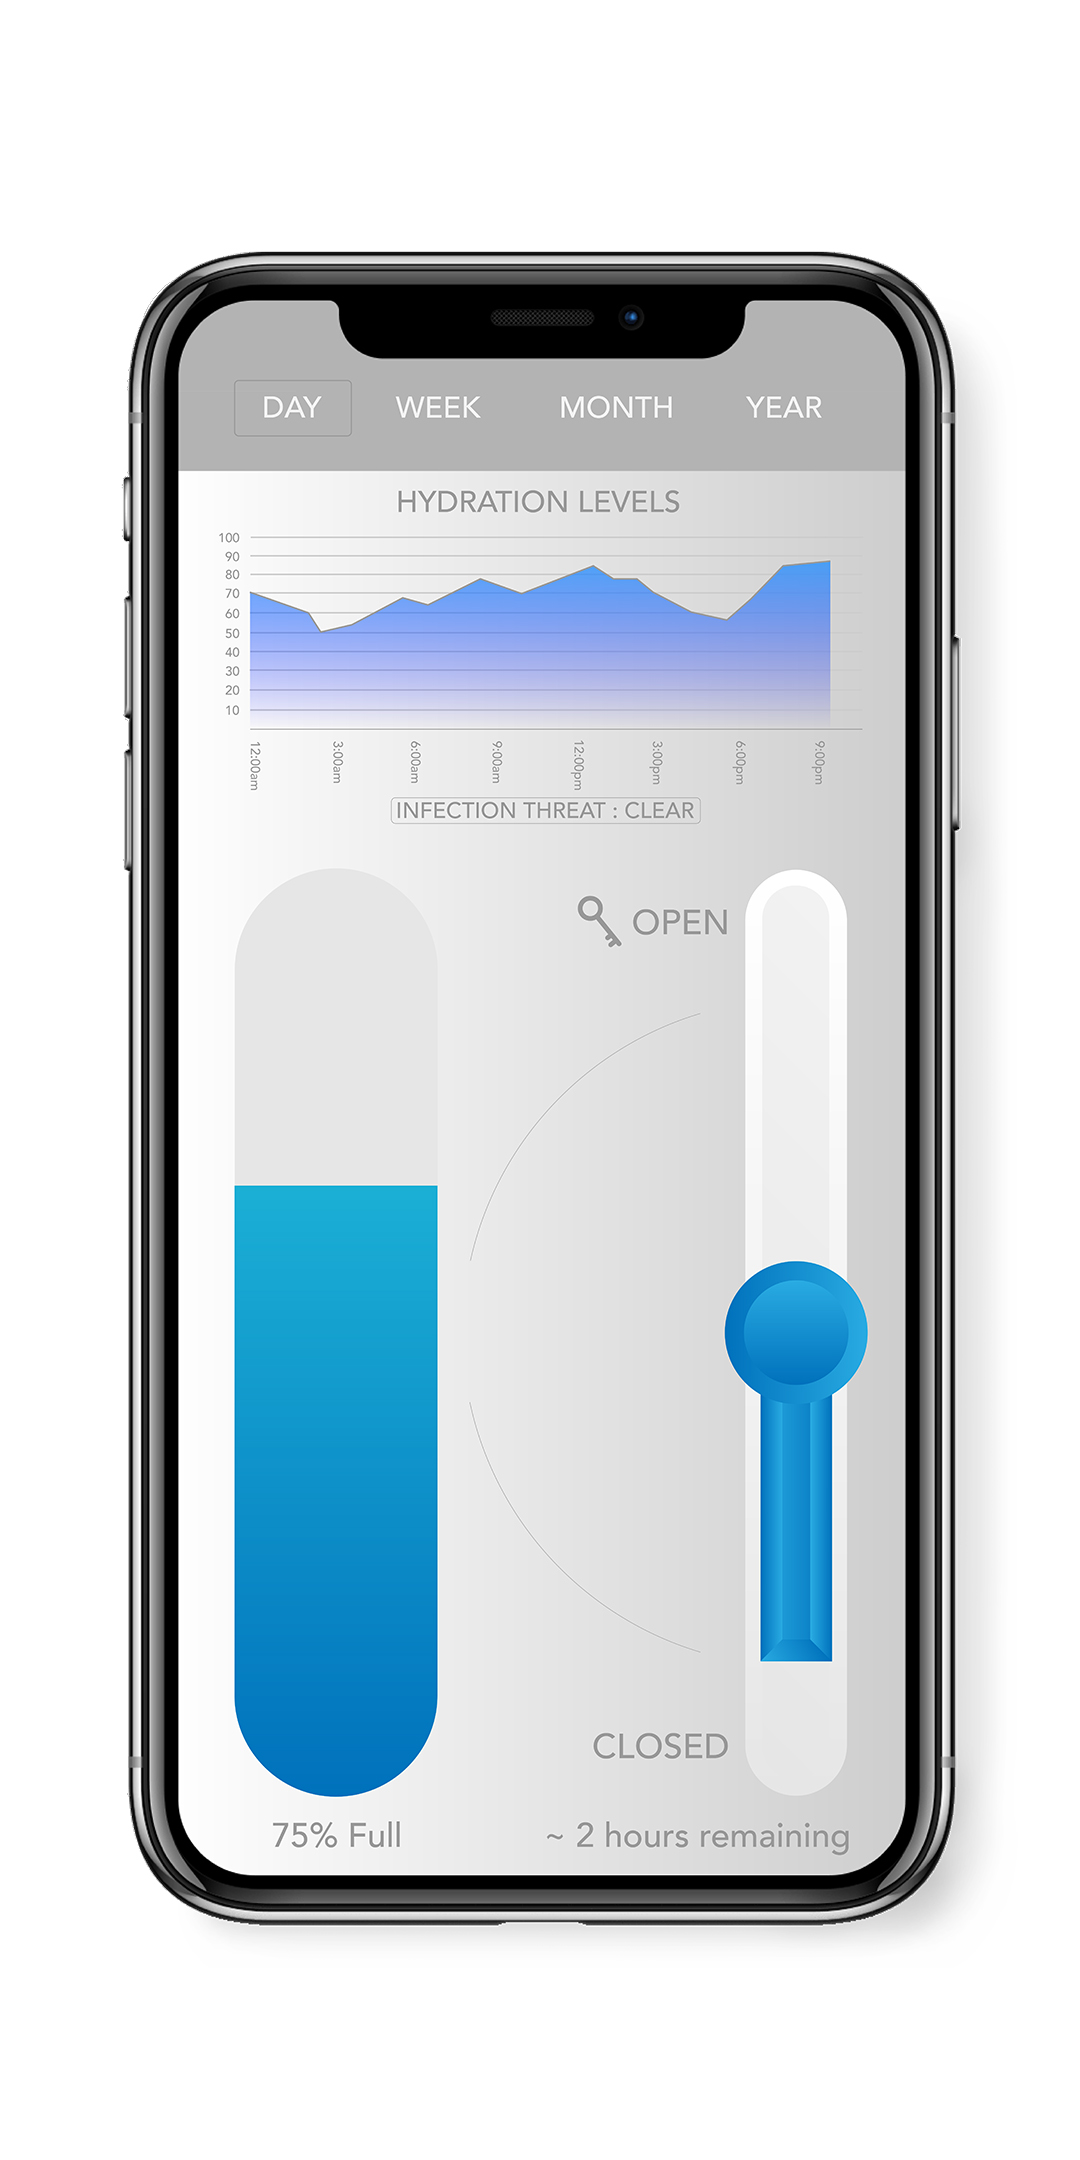 DAY WEEK MONTH YEAR
HYDRATION LEVELS
100
90
80
70
60
50
40
30
20
10
12:00am 3:00am 6:00am 9:00am 12:00pm 3:00pm 6:00pm 9:00pm
INFECTION THREAT : CLEAR
OPEN
CLOSED
75% Full ~ 2 hours remaining